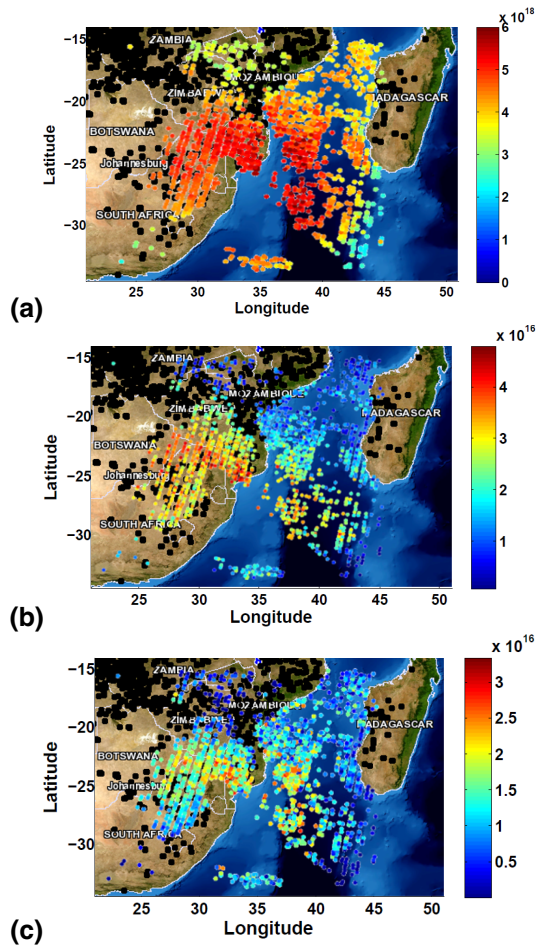 x 10^18
ZAMBIA
MOZAMBIQU
ZIMBABWE
MADAGASCAR
BOTSWANA
Johannesburg
SOUTH AFRICA
−15
−20
−25
−30
25 30 35 40 45 50
Latitude
Longitude
6
5
4
3
2
1
0
(a)
x 10^16
ZAMBIA
MOZAMBIQUE
ZIMBABWE
MADAGASCAR
BOTSWANA
Johannesburg
SOUTH AFRICA
−15
−20
−25
−30
25 30 35 40 45 50
Latitude
Longitude
4
3
2
1
(b)
x 10^16
ZAMBIA
MOZAMBIQUE
ZIMBABWE
MADAGASCAR
BOTSWANA
Johannesburg
SOUTH AFRICA
−15
−20
−25
−30
25 30 35 40 45 50
Latitude
Longitude
3
2.5
2
1.5
1
0.5
(c)